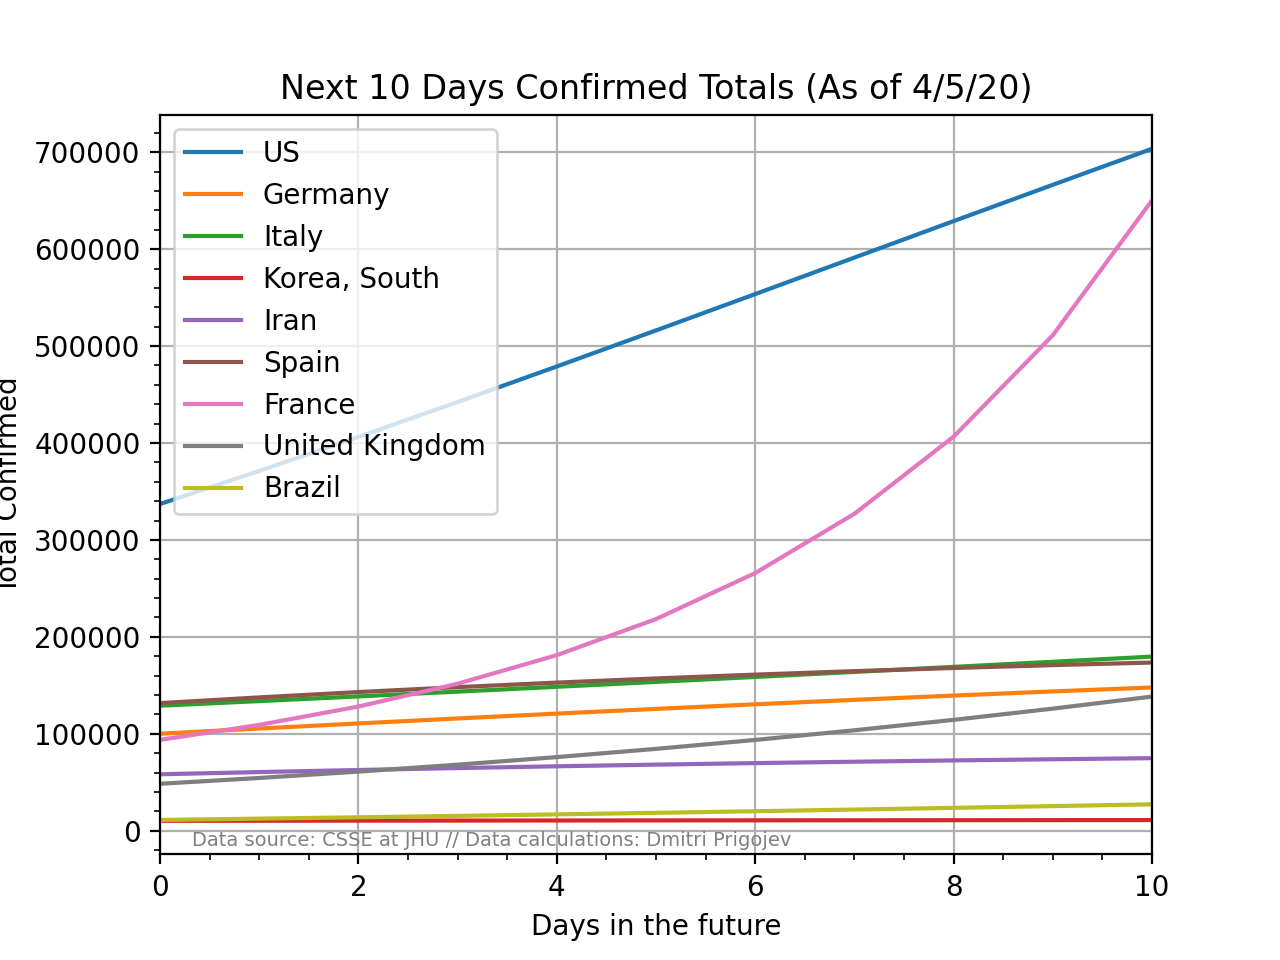 Next 10 Days Confirmed Totals (As of 4/5/20)
700000
600000
500000
400000
300000
200000
100000
0
Total Confirmed
US
Germany
Italy
Korea, South
Iran
Spain
France
United Kingdom
Brazil
Data source: CSSE at JHU // Data calculations: Dmitri Prigojev
0 2 4 6 8 10
Days in the future